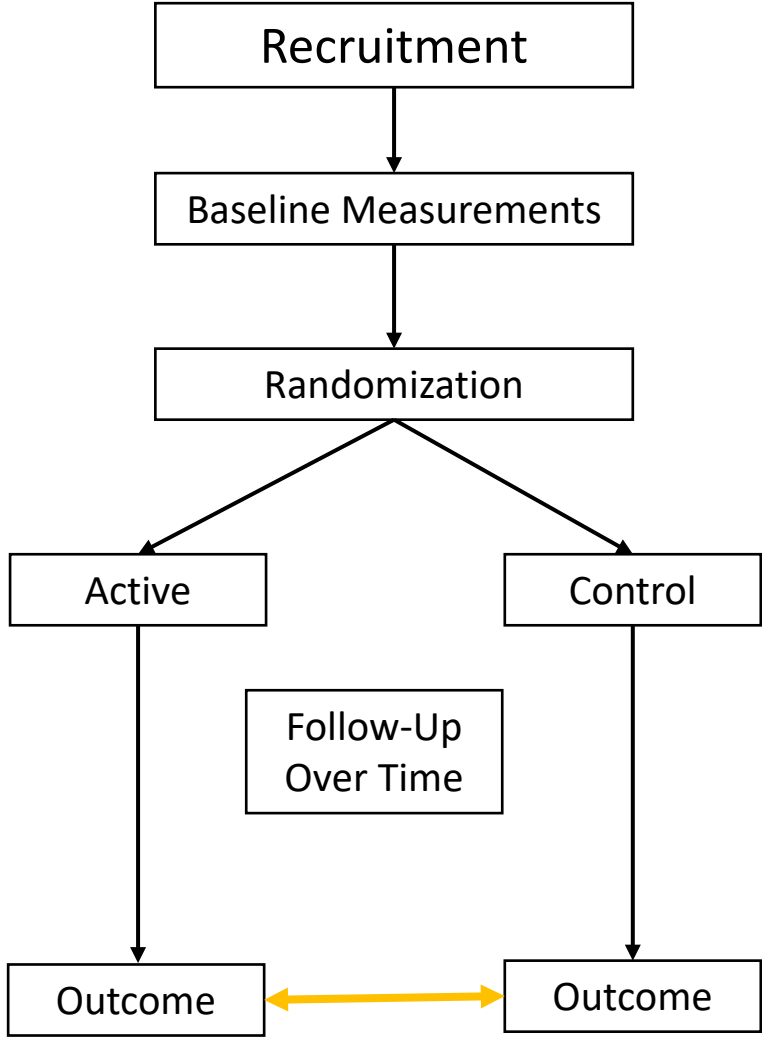 Recruitment
Baseline Measurements
Randomization
Active
Control
Follow-Up
Over Time
Outcome
Outcome